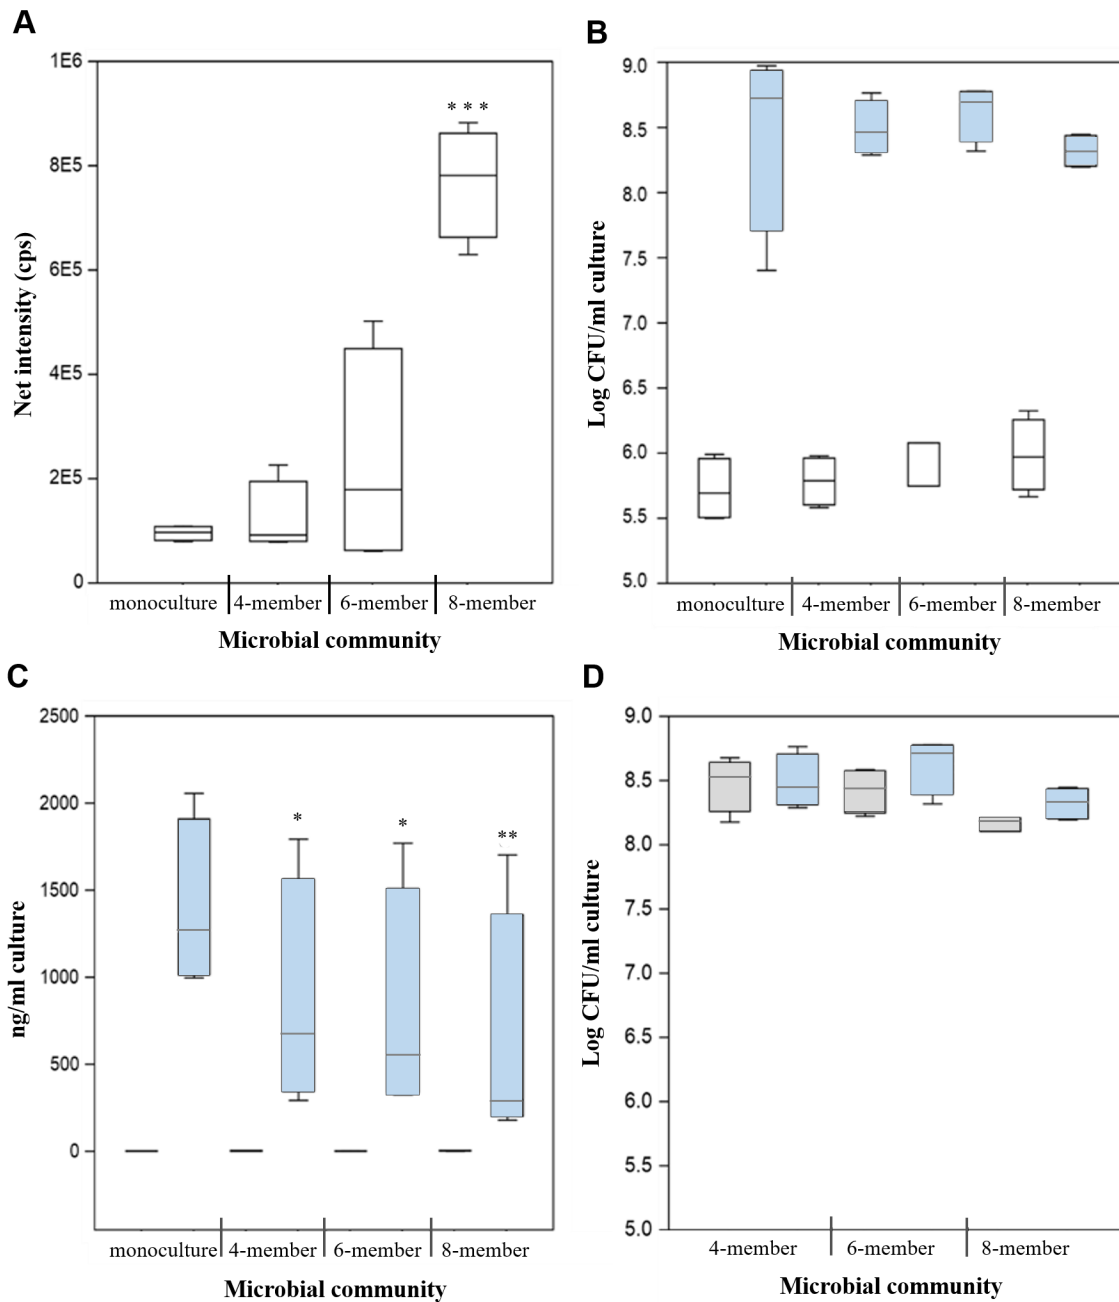 A
1E6
8E5
6E5
4E5
2E5
0
Net intensity (cps)
* * *
monoculture 4-member 6-member 8-member
Microbial community
B
9.0
8.5
8.0
7.5
7.0
6.5
6.0
5.5
5.0
Log CFU/ml culture
monoculture 4-member 6-member 8-member
Microbial community
C
2500
2000
1500
1000
500
0
ng/ml culture
* * **
monoculture 4-member 6-member 8-member
Microbial community
D
9.0
8.5
8.0
7.5
7.0
6.5
6.0
5.5
5.0
Log CFU/ml culture
4-member 6-member 8-member
Microbial community